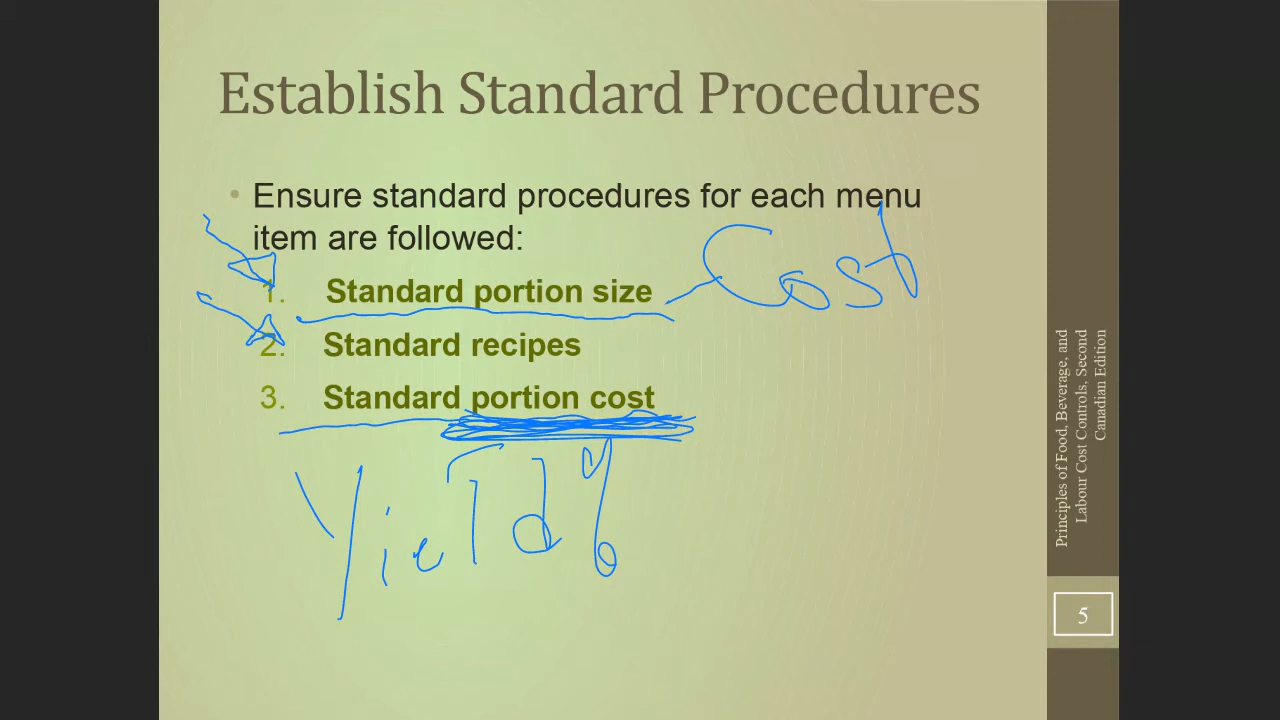 Establish Standard Procedures
• Ensure standard procedures for each menu
item are followed:
1. Standard portion size
Cost
2. Standard recipes
3. Standard portion cost
Yield %
Principles of Food, Beverage, and
Labour Cost Controls, Second
Canadian Edition
5